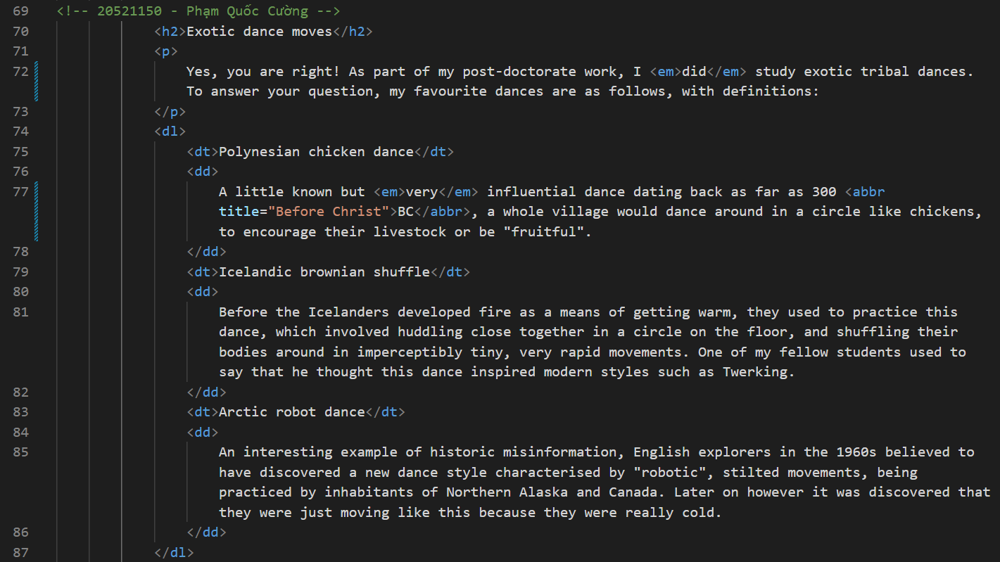 69 <!-- 20521150 - Phạm Quốc Cường -->
70 <h2>Exotic dance moves</h2>
71 <p>
72 Yes, you are right! As part of my post-doctorate work, I <em>did</em> study exotic tribal dances.
To answer your question, my favourite dances are as follows, with definitions:
73 </p>
74 <dl>
75 <dt>Polynesian chicken dance</dt>
76 <dd>
77 A little known but <em>very</em> influential dance dating back as far as 300 <abbr
title="Before Christ">BC</abbr>, a whole village would dance around in a circle like chickens,
to encourage their livestock or be "fruitful".
78 </dd>
79 <dt>Icelandic brownian shuffle</dt>
80 <dd>
81 Before the Icelanders developed fire as a means of getting warm, they used to practice this
dance, which involved huddling close together in a circle on the floor, and shuffling their
bodies around in imperceptibly tiny, very rapid movements. One of my fellow students used to
say that he thought this dance inspired modern styles such as Twerking.
82 </dd>
83 <dt>Arctic robot dance</dt>
84 <dd>
85 An interesting example of historic misinformation, English explorers in the 1960s believed to
have discovered a new dance style characterised by "robotic", stilted movements, being
practiced by inhabitants of Northern Alaska and Canada. Later on however it was discovered that
they were just moving like this because they were really cold.
86 </dd>
87 </dl>